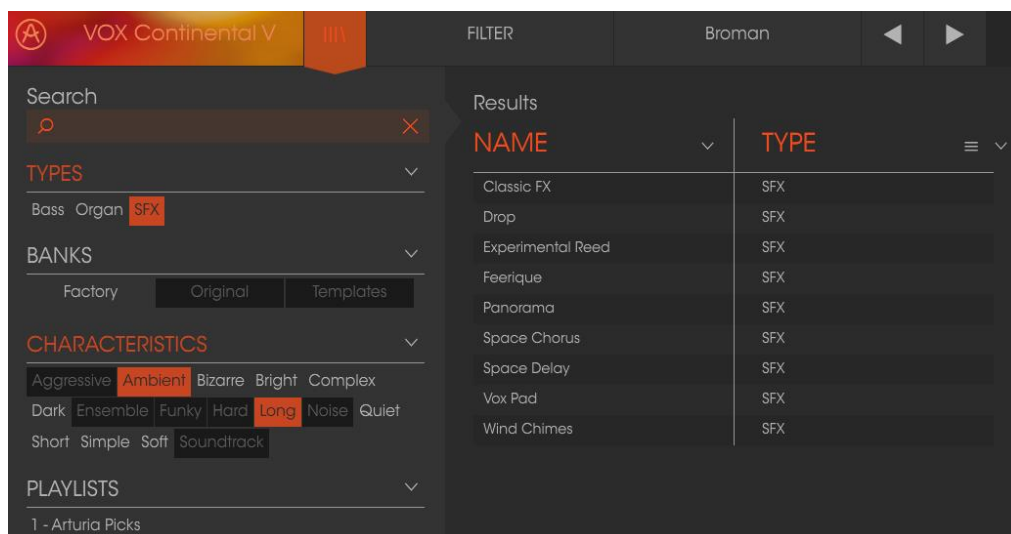 VOX Continental V FILTER Broman
Search
TYPES
Bass Organ SFX
BANKS
Factory Original Templates
CHARACTERISTICS
Aggressive Ambient Bizarre Bright Complex
Dark Ensemble Funky Hard Long Noise Quiet
Short Simple Soft Soundtrack
PLAYLISTS
1 - Arturia Picks
Results
NAME TYPE
Classic FX SFX
Drop SFX
Experimental Reed SFX
Feerique SFX
Panorama SFX
Space Chorus SFX
Space Delay SFX
Vox Pad SFX
Wind Chimes SFX